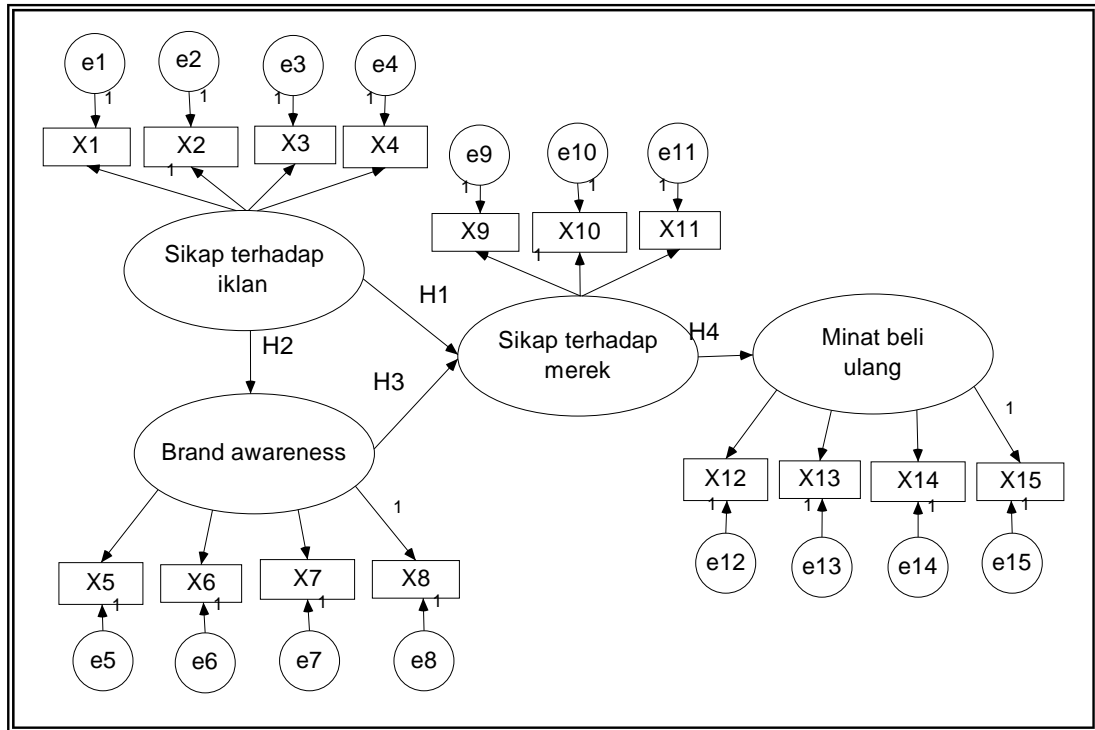 e1 e2 e3 e4
1 1 1 1
X1 X2 X3 X4
1
e9 e10 e11
1 1 1
X9 X10 X11
1
Sikap terhadap
iklan
H1
H2
Sikap terhadap
merek
H4
Minat beli
ulang
H3
Brand awareness
1
1
X12 X13 X14 X15
1 1 1 1
e12 e13 e14 e15
X5 X6 X7 X8
1 1 1 1
e5 e6 e7 e8